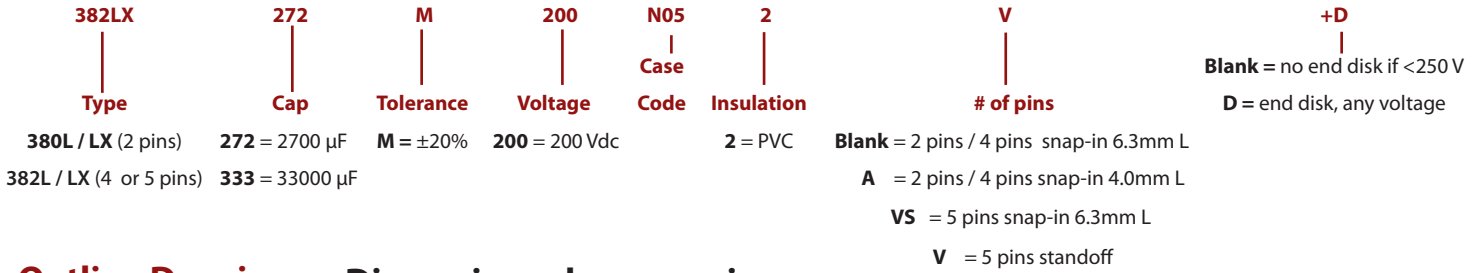 382LX 272 M 200 N05 2 V +D
Case
Blank = no end disk if <250 V
Type Cap Tolerance Voltage Code Insulation # of pins
D = end disk, any voltage
380L / LX (2 pins) 272 = 2700 µF M = ±20% 200 = 200 Vdc 2 = PVC Blank = 2 pins / 4 pins snap-in 6.3mm L
382L / LX (4 or 5 pins) 333 = 33000 µF A = 2 pins / 4 pins snap-in 4.0mm L
VS = 5 pins snap-in 6.3mm L
V = 5 pins standoff